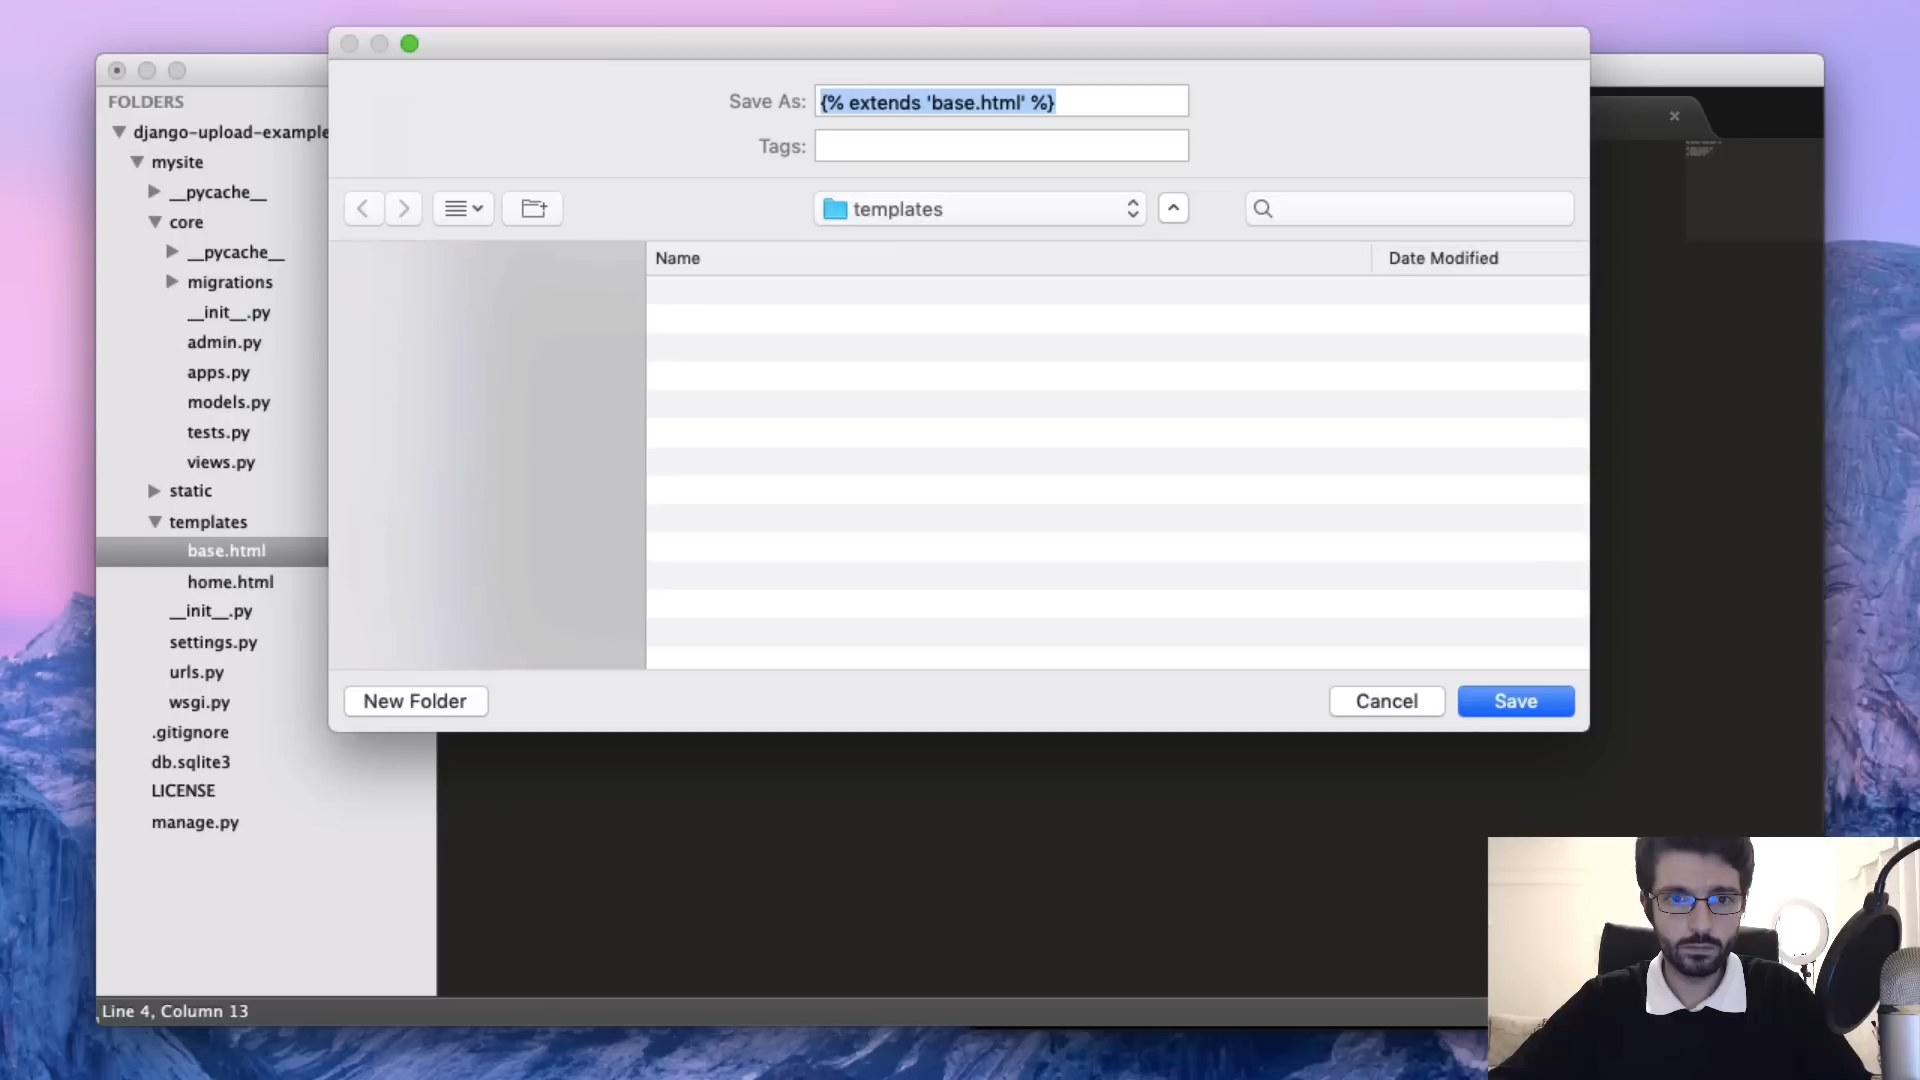 Save As: {% extends 'base.html' %}
Tags:
templates
Name Date Modified
New Folder Cancel Save
FOLDERS
django-upload-example
mysite
__pycache__
core
__pycache__
migrations
__init__.py
admin.py
apps.py
models.py
tests.py
views.py
static
templates
base.html
home.html
__init__.py
settings.py
urls.py
wsgi.py
.gitignore
db.sqlite3
LICENSE
manage.py
Line 4, Column 13